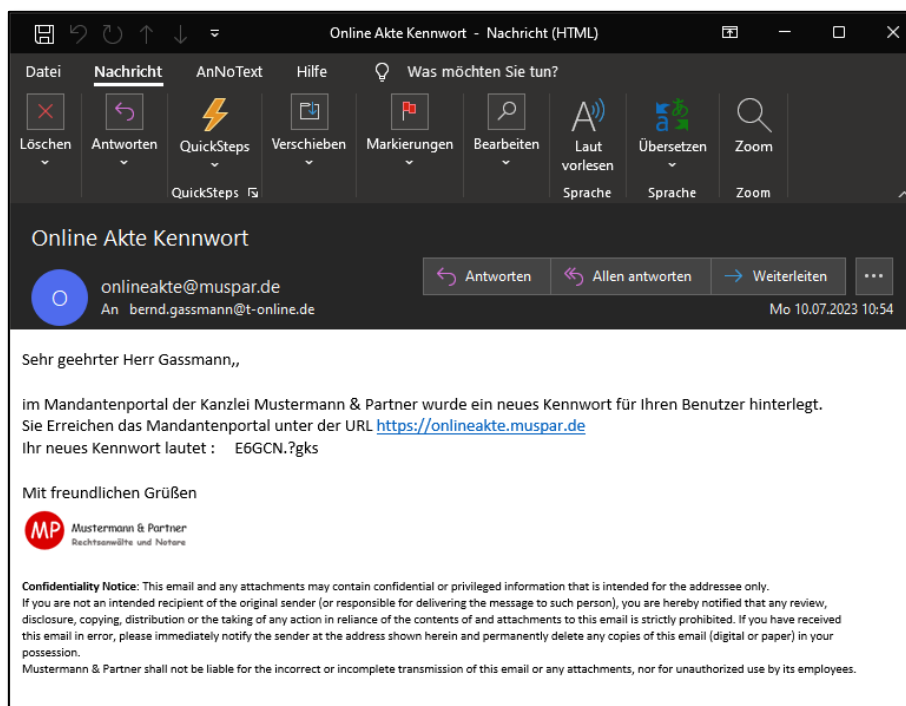 Online Akte Kennwort - Nachricht (HTML)
Datei Nachricht AnNoText Hilfe Was möchten Sie tun?
Löschen Antworten QuickSteps Verschieben Markierungen Bearbeiten Laut vorlesen Übersetzen Zoom
QuickSteps Sprache Sprache Zoom
Online Akte Kennwort
O
onlineakte@muspar.de
An bernd.gassmann@t-online.de
Antworten Allen antworten Weiterleiten
Mo 10.07.2023 10:54
Sehr geehrter Herr Gassmann,,
im Mandantenportal der Kanzlei Mustermann & Partner wurde ein neues Kennwort für Ihren Benutzer hinterlegt.
Sie Erreichen das Mandantenportal unter der URL https://onlineakte.muspar.de
Ihr neues Kennwort lautet : E6GCN.?gks
Mit freundlichen Grüßen
MP Mustermann & Partner
Rechtsanwälte und Notare
Confidentiality Notice: This email and any attachments may contain confidential or privileged information that is intended for the addressee only.
If you are not an intended recipient of the original sender (or responsible for delivering the message to such person), you are hereby notified that any review,
disclosure, copying, distribution or the taking of any action in reliance of the contents of and attachments to this email is strictly prohibited. If you have received
this email in error, please immediately notify the sender at the address shown herein and permanently delete any copies of this email (digital or paper) in your
possession.
Mustermann & Partner shall not be liable for the incorrect or incomplete transmission of this email or any attachments, nor for unauthorized use by its employees.